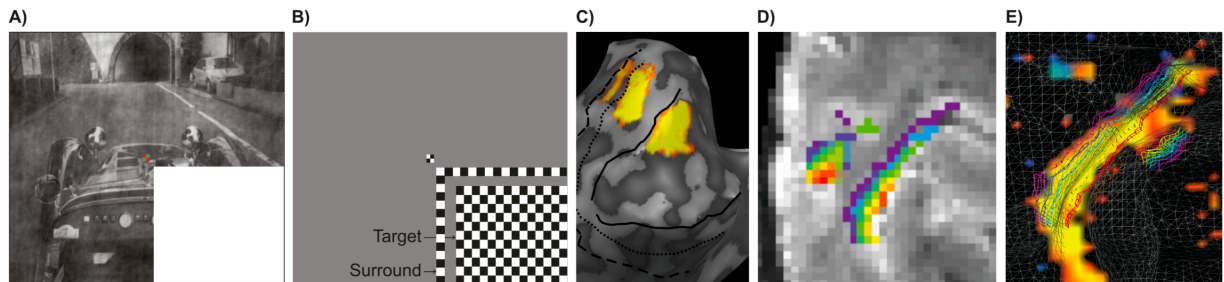 A)
B)
C)
D)
E)
Target
Surround